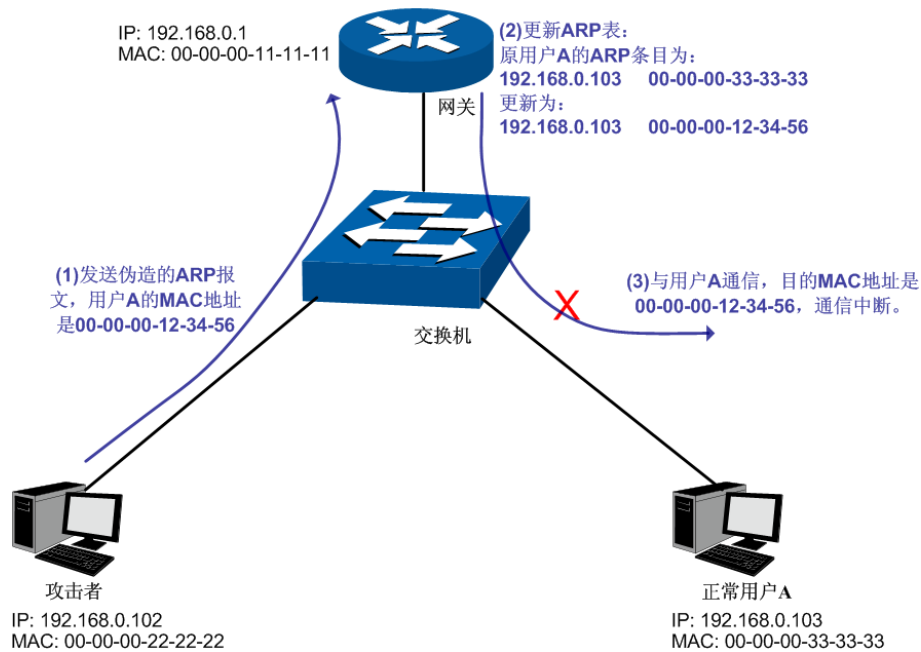 IP: 192.168.0.1
MAC: 00-00-00-11-11-11
(2)更新ARP表：
原用户A的ARP条目为：
192.168.0.103 00-00-00-33-33-33
更新为：
192.168.0.103 00-00-00-12-34-56
网关
(1)发送伪造的ARP报
文，用户A的MAC地址
是00-00-00-12-34-56
(3)与用户A通信，目的MAC地址是
00-00-00-12-34-56，通信中断。
X
交换机
攻击者
IP: 192.168.0.102
MAC: 00-00-00-22-22-22
正常用户A
IP: 192.168.0.103
MAC: 00-00-00-33-33-33